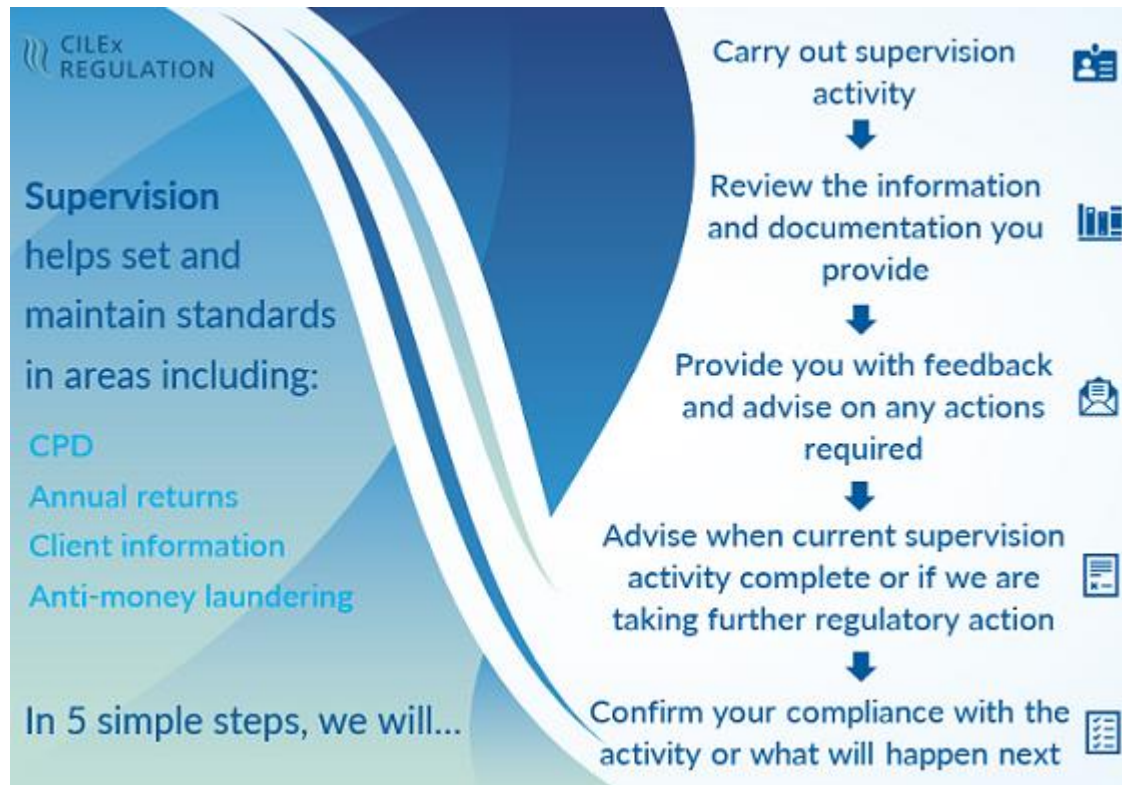 CILEx
REGULATION
Supervision
helps set and
maintain standards
in areas including:
CPD
Annual returns
Client information
Anti-money laundering
In 5 simple steps, we will...
Carry out supervision
activity
Review the information
and documentation you
provide
Provide you with feedback
and advise on any actions
required
Advise when current supervision
activity complete or if we are
taking further regulatory action
Confirm your compliance with the
activity or what will happen next